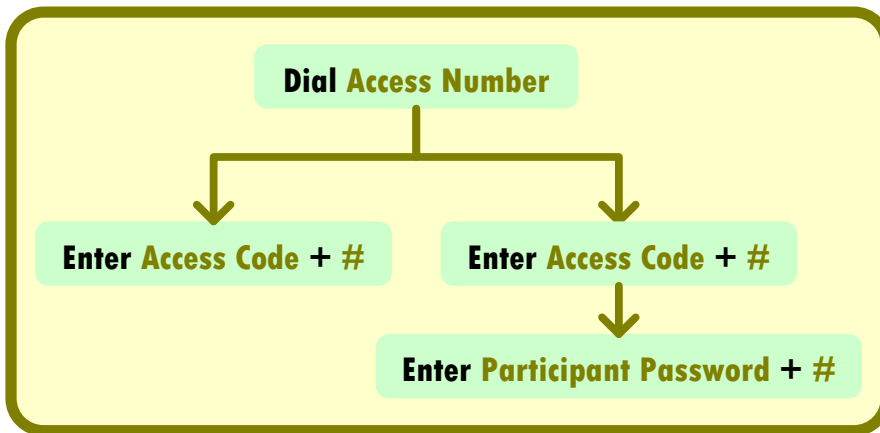 Dial Access Number
Enter Access Code + #
Enter Access Code + #
Enter Participant Password + #